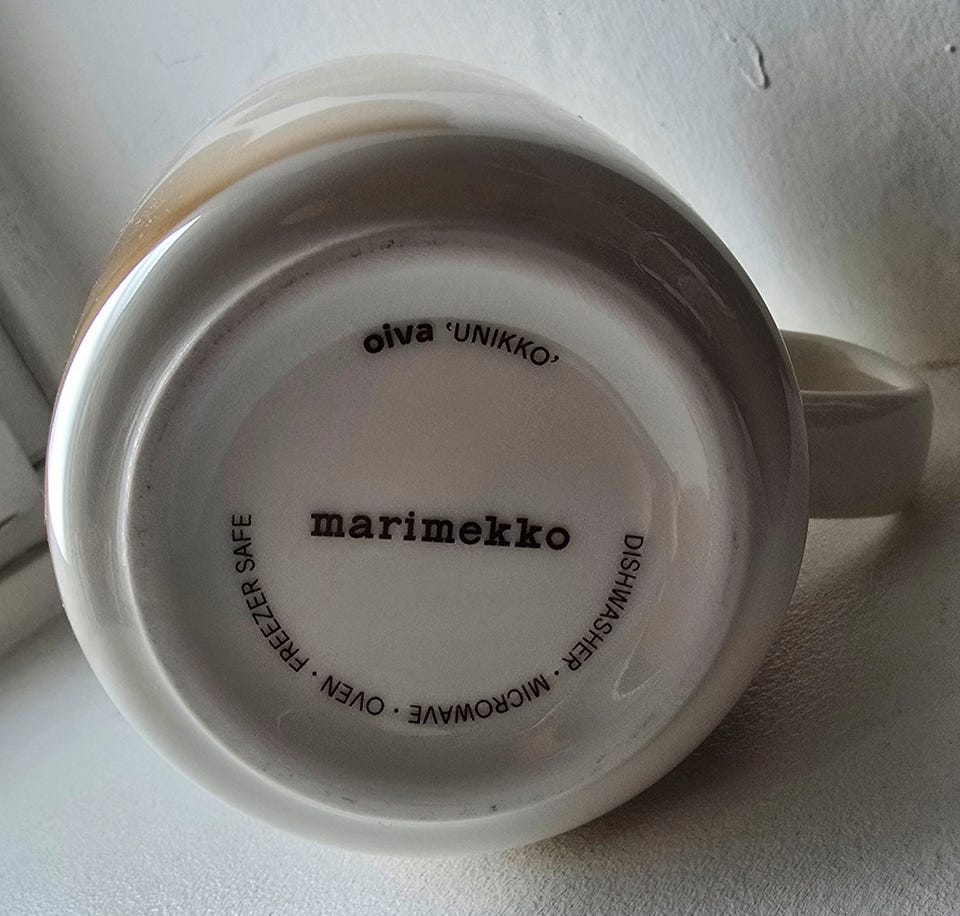 oiva ‘UNIKKO’
marimekko
DISHWASHER · MICROWAVE · OVEN · FREEZER SAFE